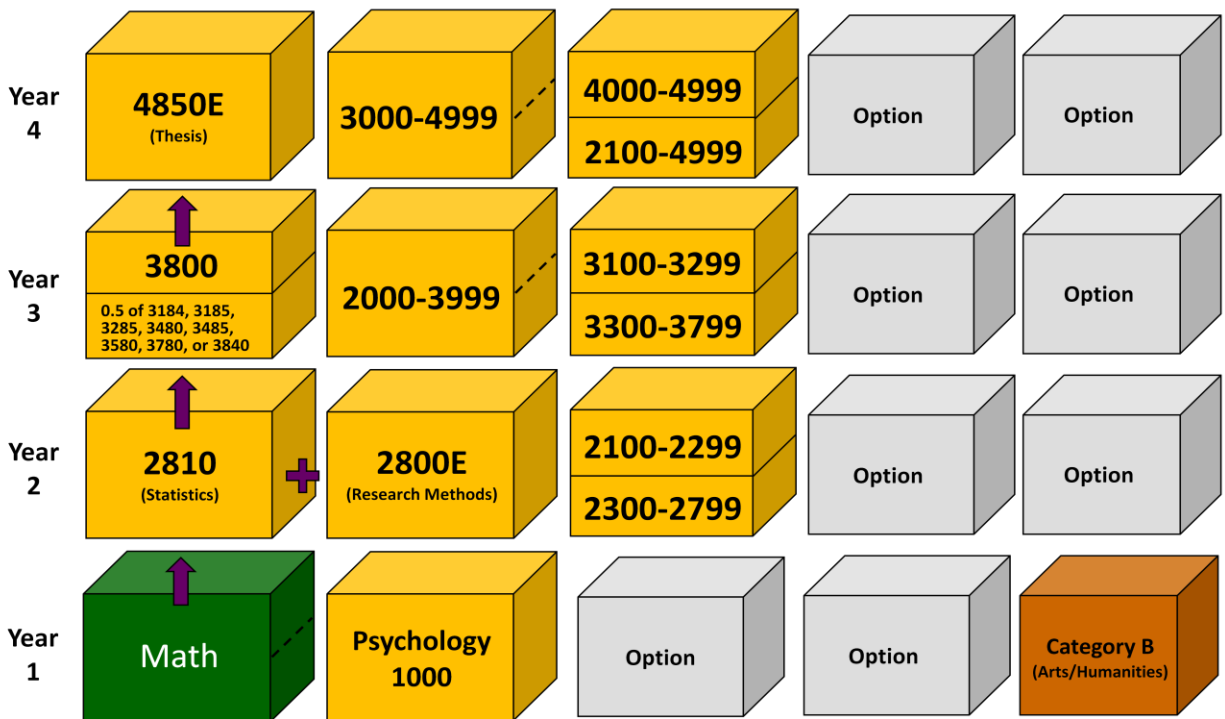 Year
4
4850E
(Thesis)
3000-4999
4000-4999
2100-4999
Option
Option
Year
3
3800
0.5 of 3184, 3185,
3285, 3480, 3485,
3580, 3780, or 3840
2000-3999
3100-3299
3300-3799
Option
Option
Year
2
2810
(Statistics)
2800E
(Research Methods)
2100-2299
2300-2799
Option
Option
Year
1
Math
Psychology
1000
Option
Option
Category B
(Arts/Humanities)